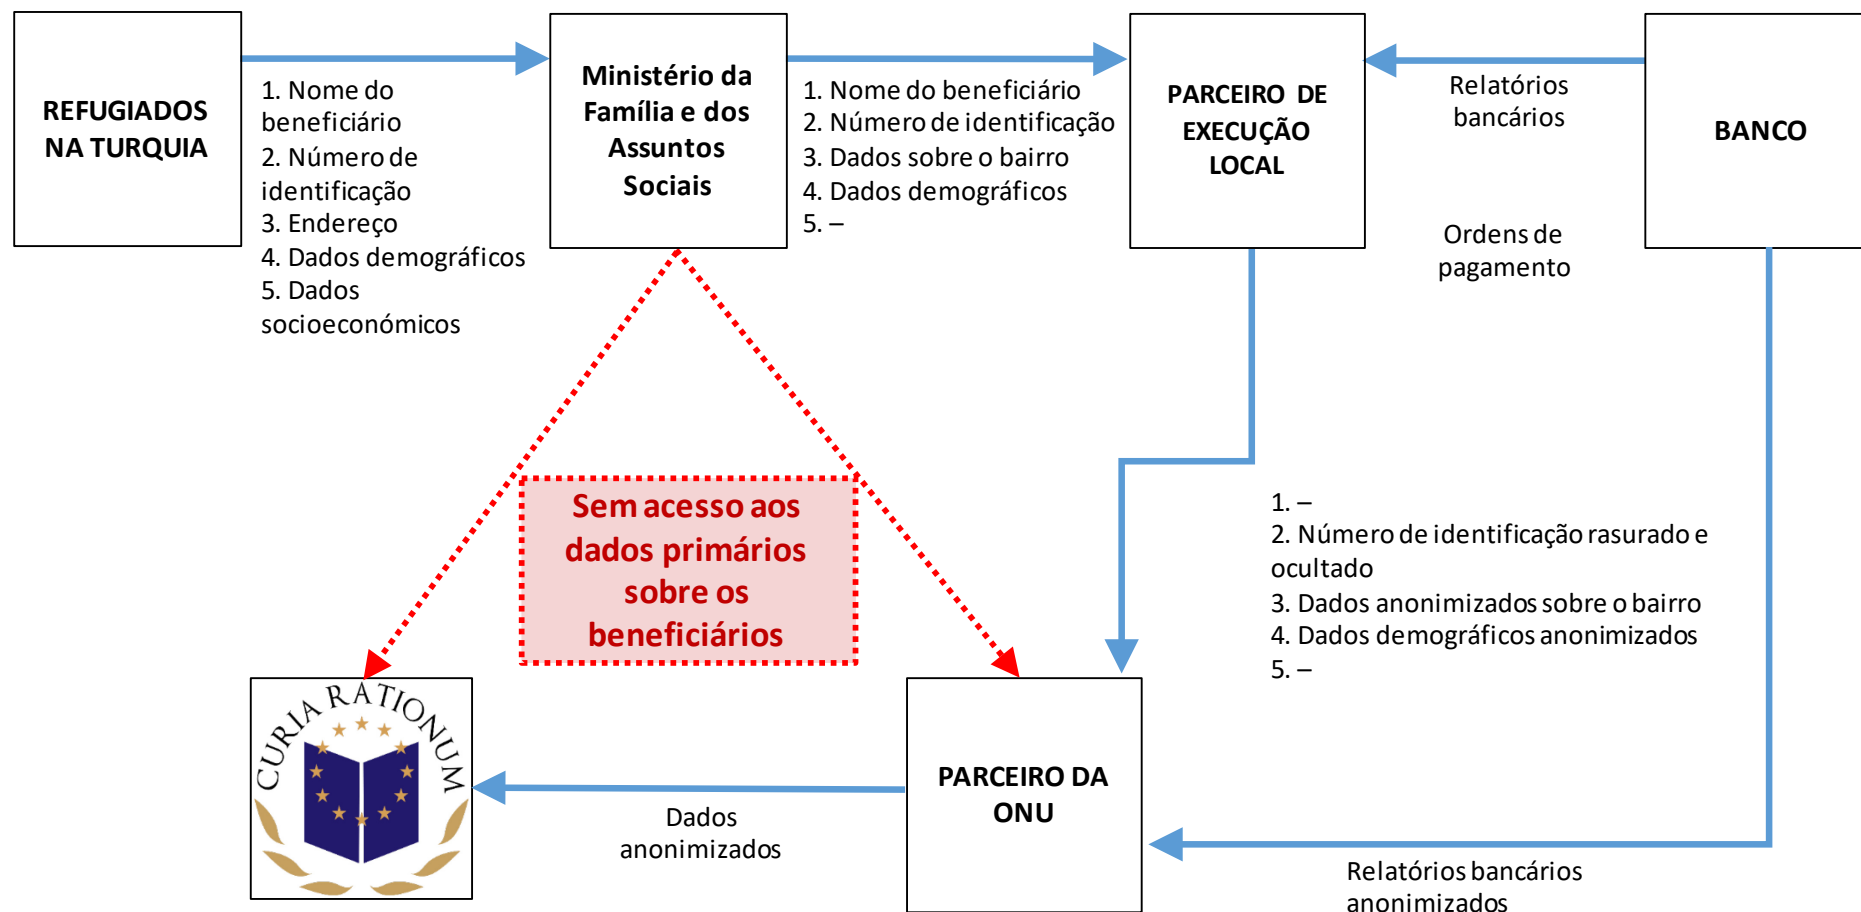 REFUGIADOS
NA TURQUIA
1. Nome do
beneficiário
2. Número de
identificação
3. Endereço
4. Dados demográficos
5. Dados
socioeconómicos
Ministério da
Família e dos
Assuntos
Sociais
1. Nome do beneficiário
2. Número de identificação
3. Dados sobre o bairro
4. Dados demográficos
5. –
PARCEIRO DE
EXECUÇÃO
LOCAL
Relatórios
bancários
Ordens de
pagamento
BANCO
Sem acesso aos
dados primários
sobre os
beneficiários
1. –
2. Número de identificação rasurado e
ocultado
3. Dados anonimizados sobre o bairro
4. Dados demográficos anonimizados
5. –
CURIA RATIONUM
Dados
anonimizados
PARCEIRO DA
ONU
Relatórios bancários
anonimizados